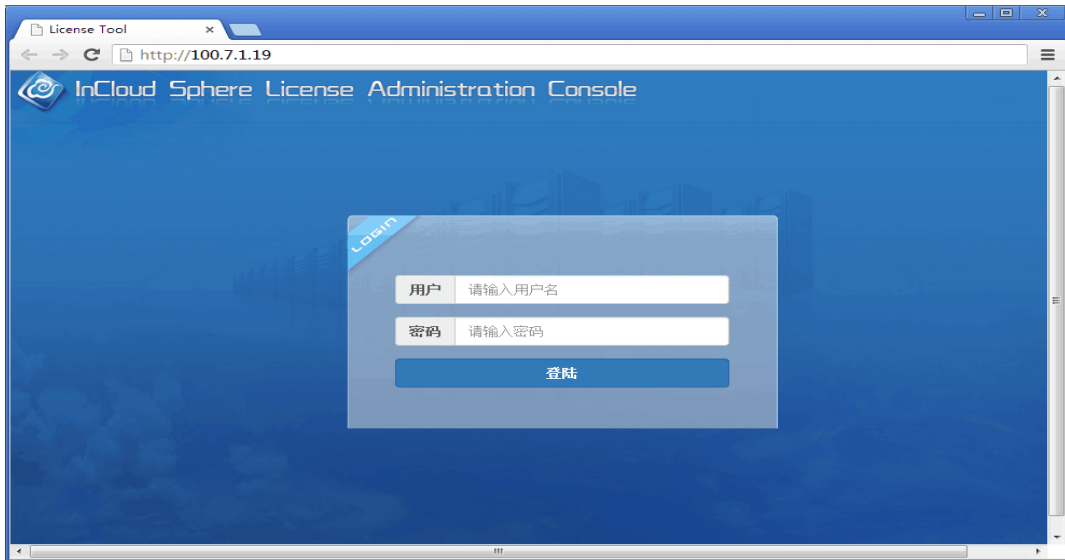 License Tool
http://100.7.1.19
InCloud Sphere License Administration Console
LOGIN
用户 请输入用户名
密码 请输入密码
登陆